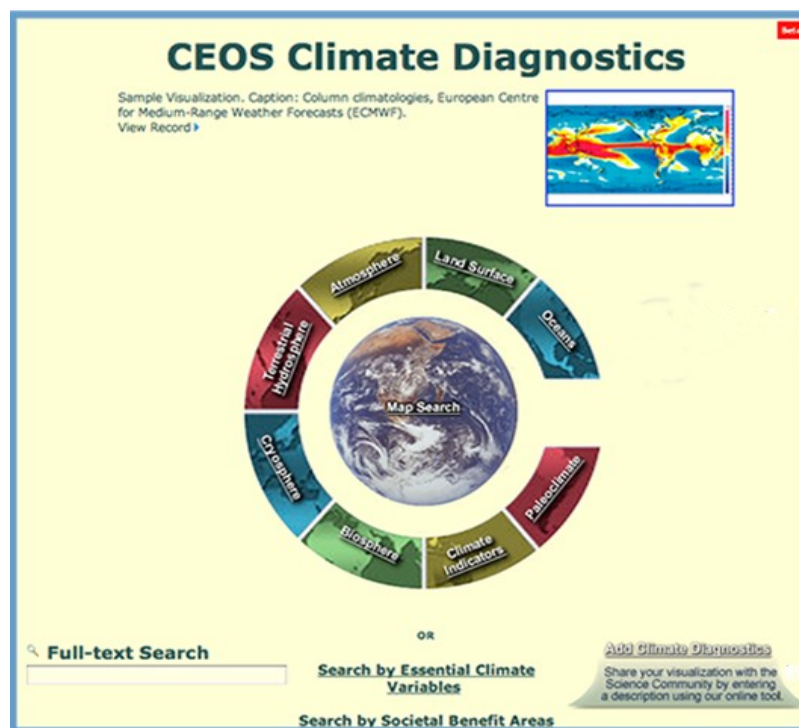 Beta
CEOS Climate Diagnostics
Sample Visualization. Caption: Column climatologies, European Centre
for Medium-Range Weather Forecasts (ECMWF).
View Record
Atmosphere
Land Surface
Oceans
Terrestrial
Hydrosphere
Map Search
Cryosphere
Paleoclimate
Biosphere
Climate
Indicators
OR
Full-text Search
Search by Essential Climate
Variables
Search by Societal Benefit Areas
Add Climate Diagnostics
Share your visualization with the
Science Community by entering
a description using our online tool.